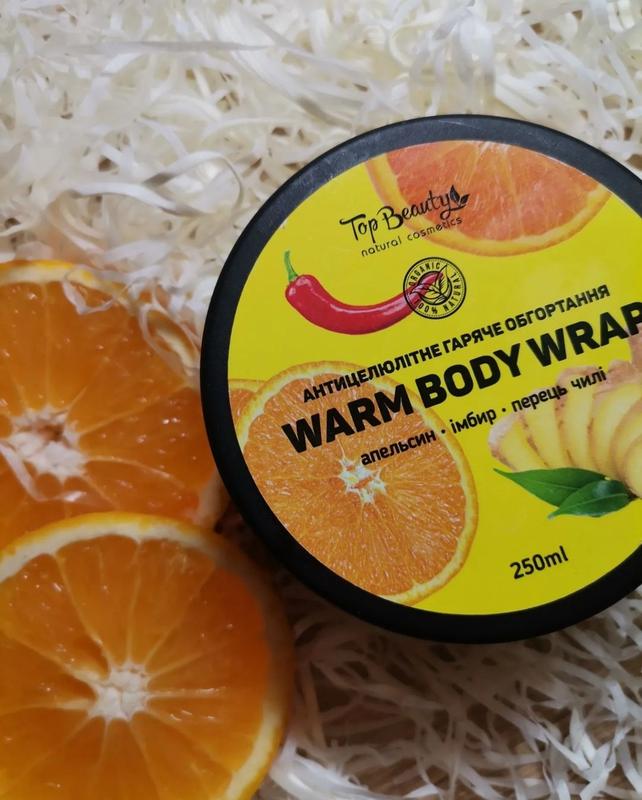 Top Beauty
natural cosmetics
ORGANIC
100% NATURAL
АНТИЦЕЛЮЛІТНЕ ГАРЯЧЕ ОБГОРТАННЯ
WARM BODY WRAP
апельсин • імбир • перець чилі
250ml